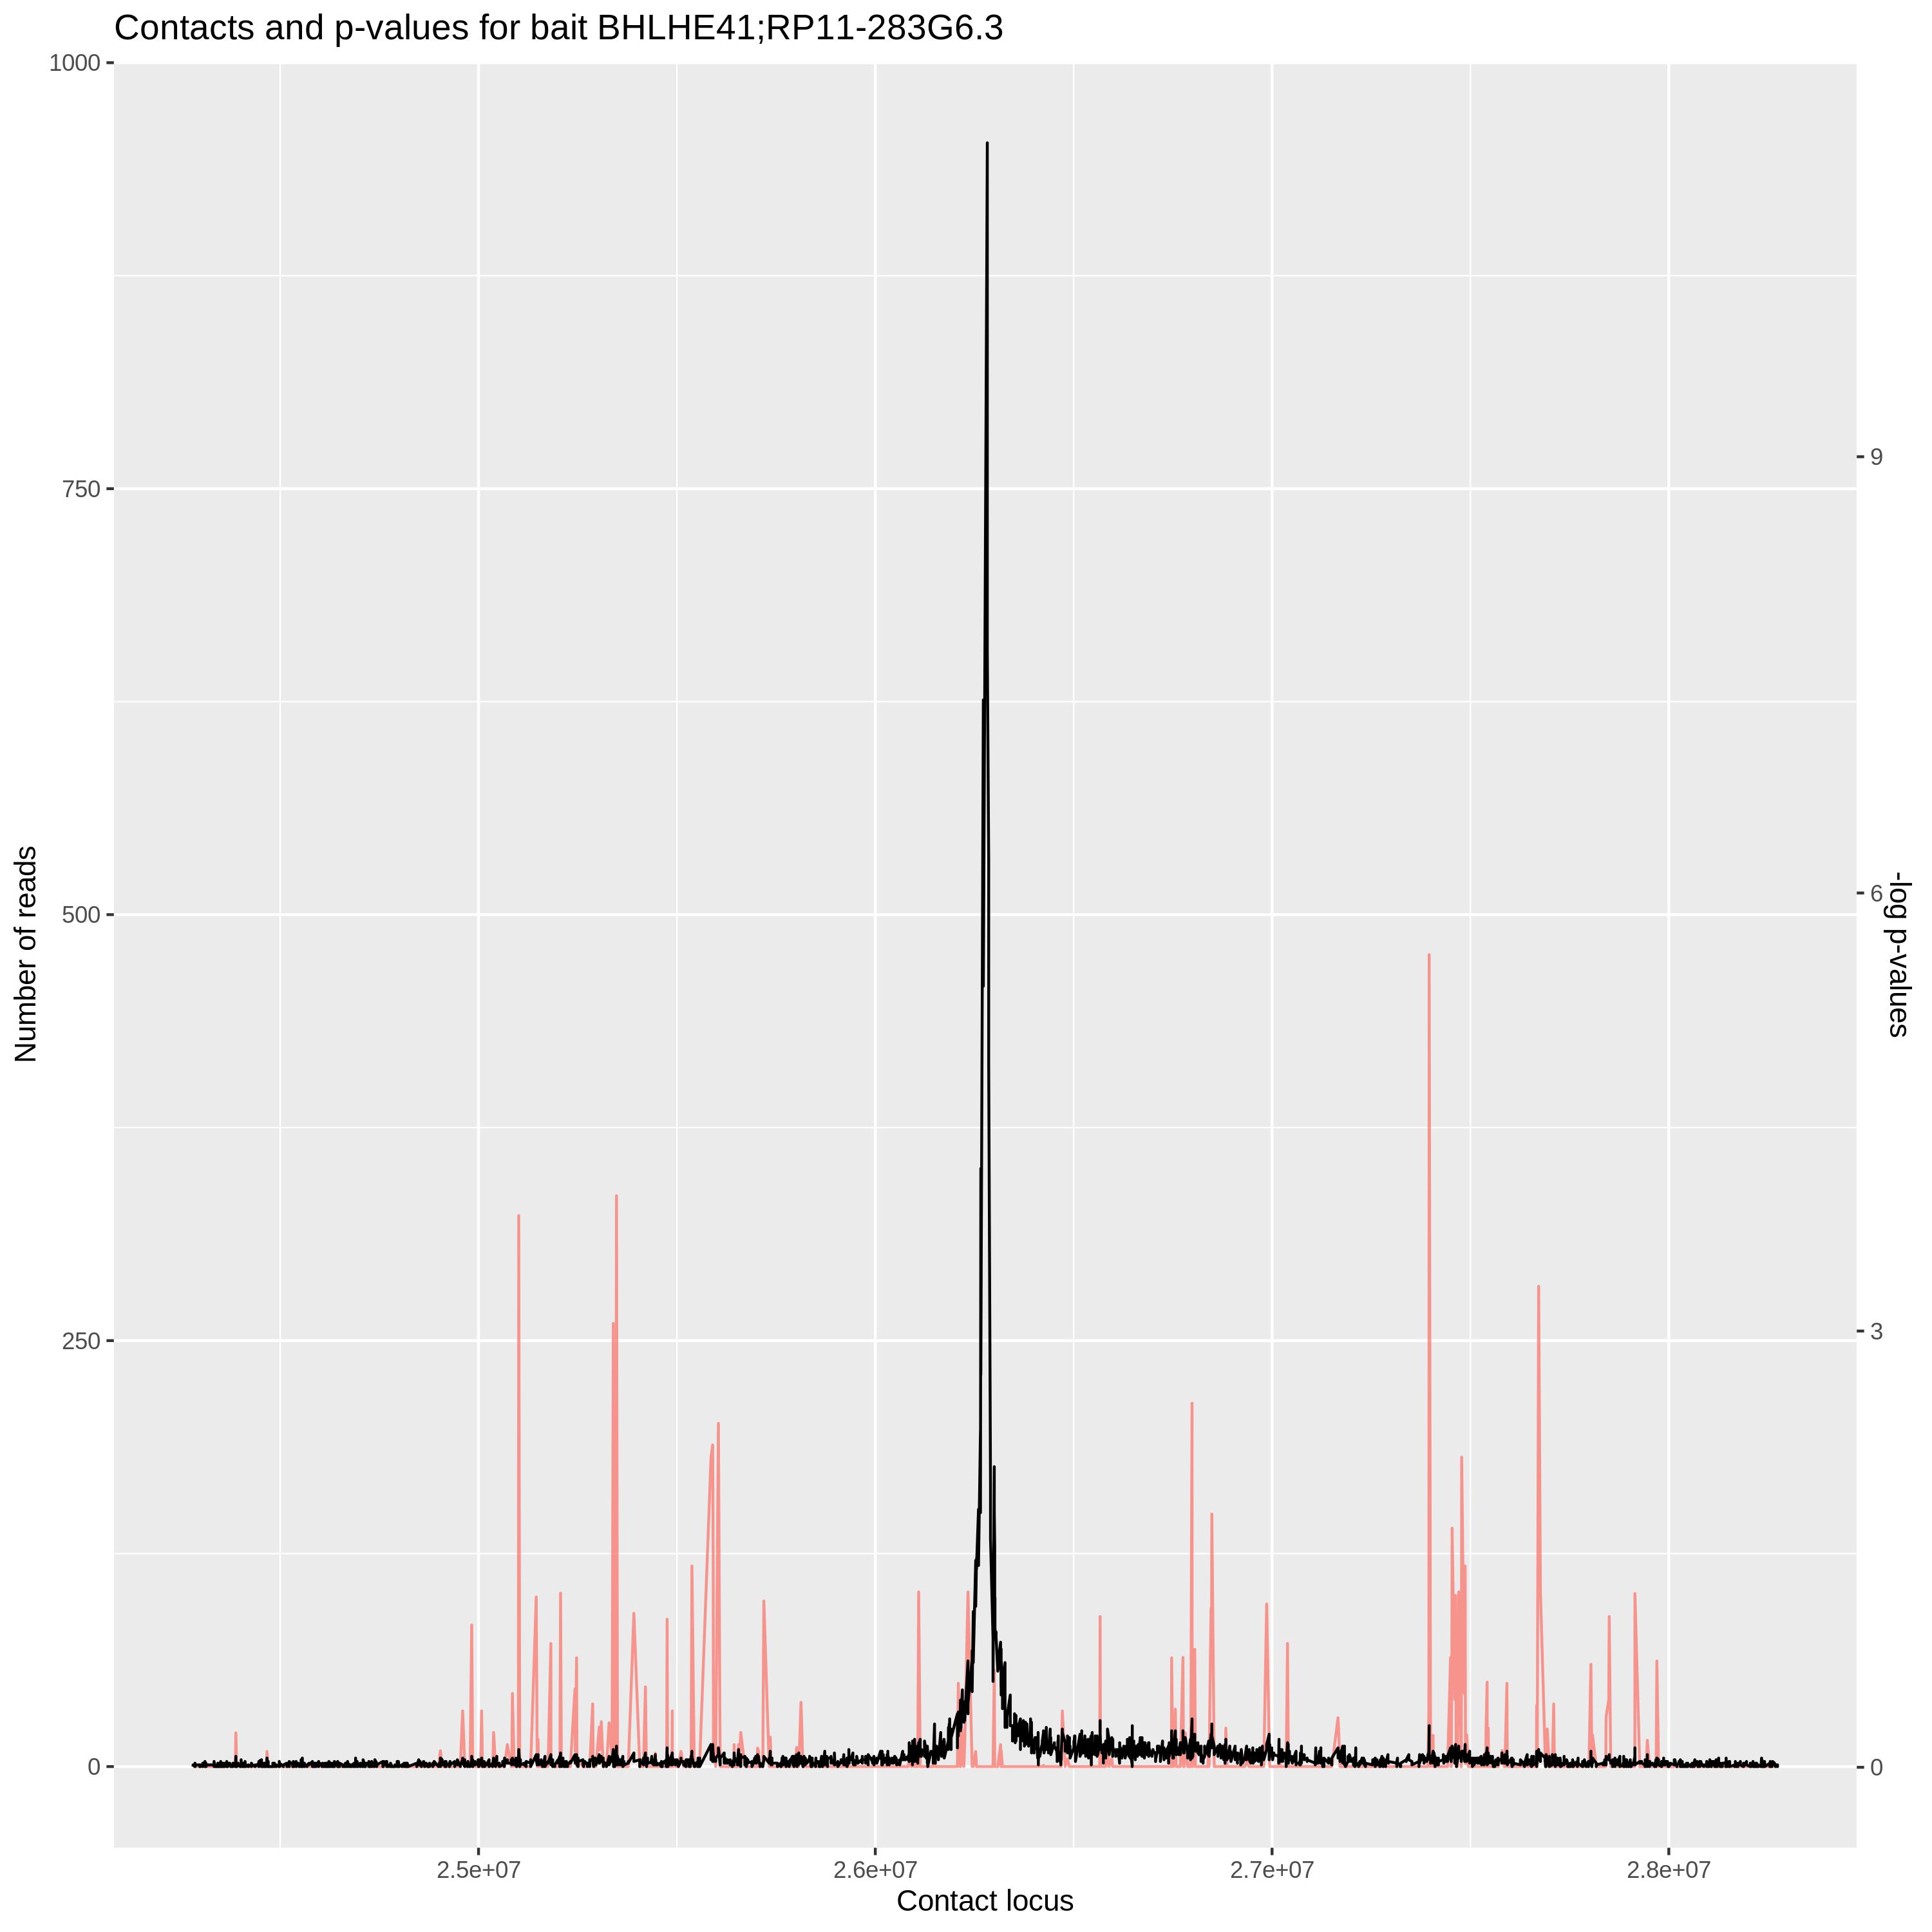 Contacts and p-values for bait BHLHE41;RP11-283G6.3
1000
750
500
250
0
Number of reads
9
6
3
0
-log p-values
2.5e+07
2.6e+07
2.7e+07
2.8e+07
Contact locus